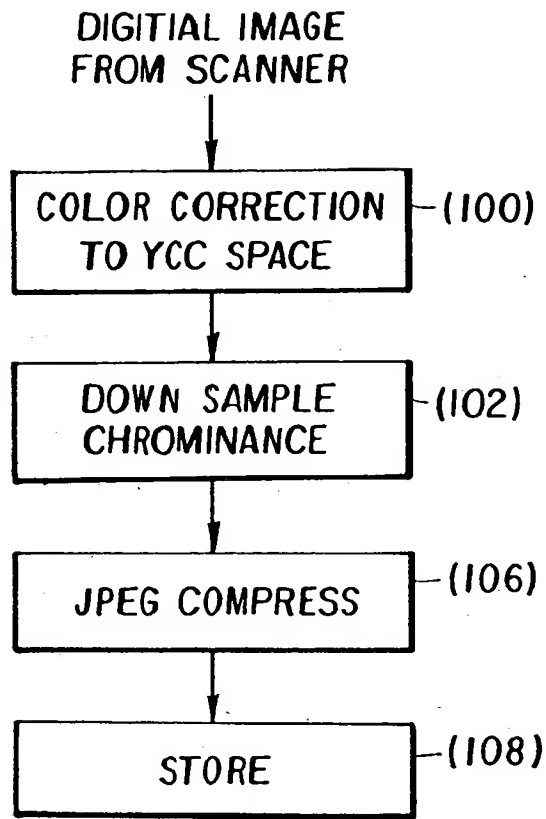 DIGITIAL IMAGE
FROM SCANNER
COLOR CORRECTION
TO YCC SPACE
(100)
DOWN SAMPLE
CHROMINANCE
(102)
JPEG COMPRESS
(106)
STORE
(108)